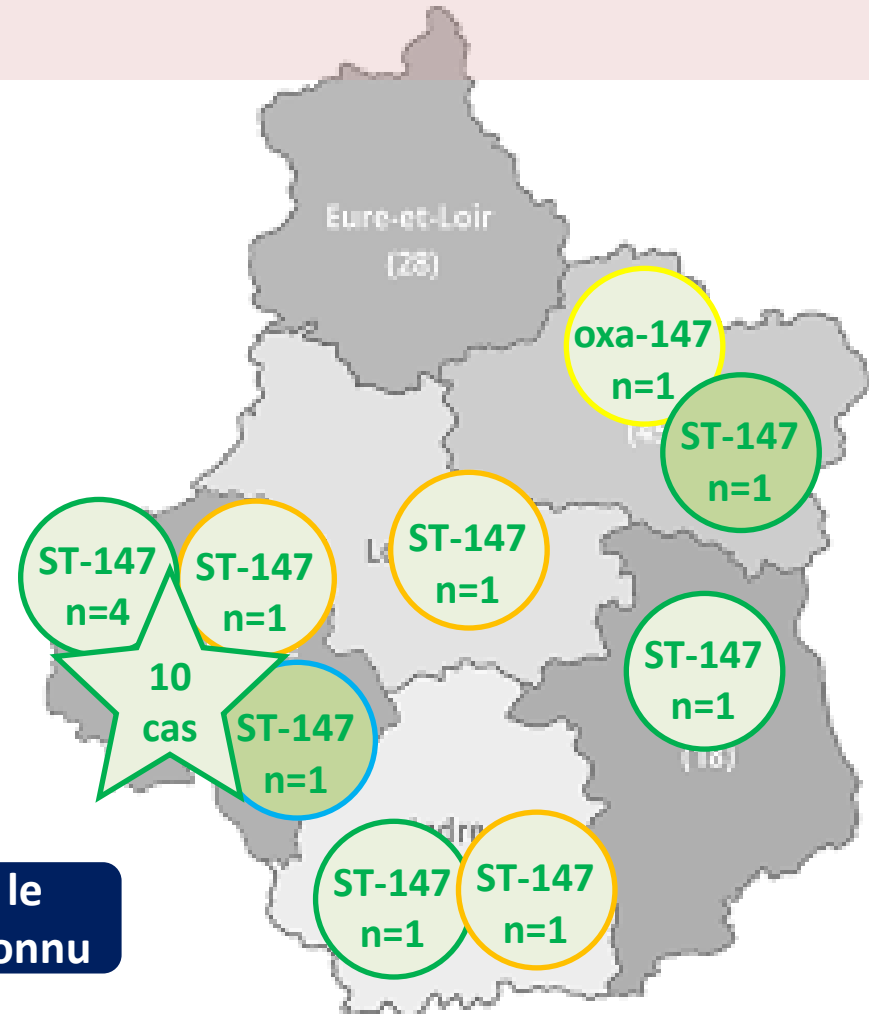 Eure-et-Loir
(28)
oxa-147
n=1
ST-147
n=1
ST-147
n=4
ST-147
n=1
ST-147
n=1
10
cas
ST-147
n=1
ST-147
n=1
ST-147
n=1
ST-147
n=1
le
onnu